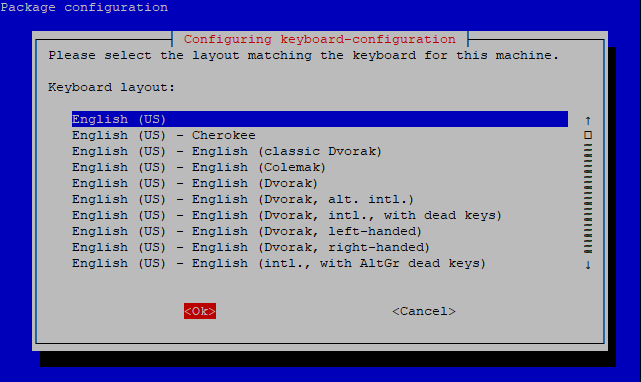 Package configuration
Configuring keyboard-configuration
Please select the layout matching the keyboard for this machine.
Keyboard layout:
English (US)
English (US) - Cherokee
English (US) - English (classic Dvorak)
English (US) - English (Colemak)
English (US) - English (Dvorak)
English (US) - English (Dvorak, alt. intl.)
English (US) - English (Dvorak, intl., with dead keys)
English (US) - English (Dvorak, left-handed)
English (US) - English (Dvorak, right-handed)
English (US) - English (intl., with AltGr dead keys)
<Ok> <Cancel>